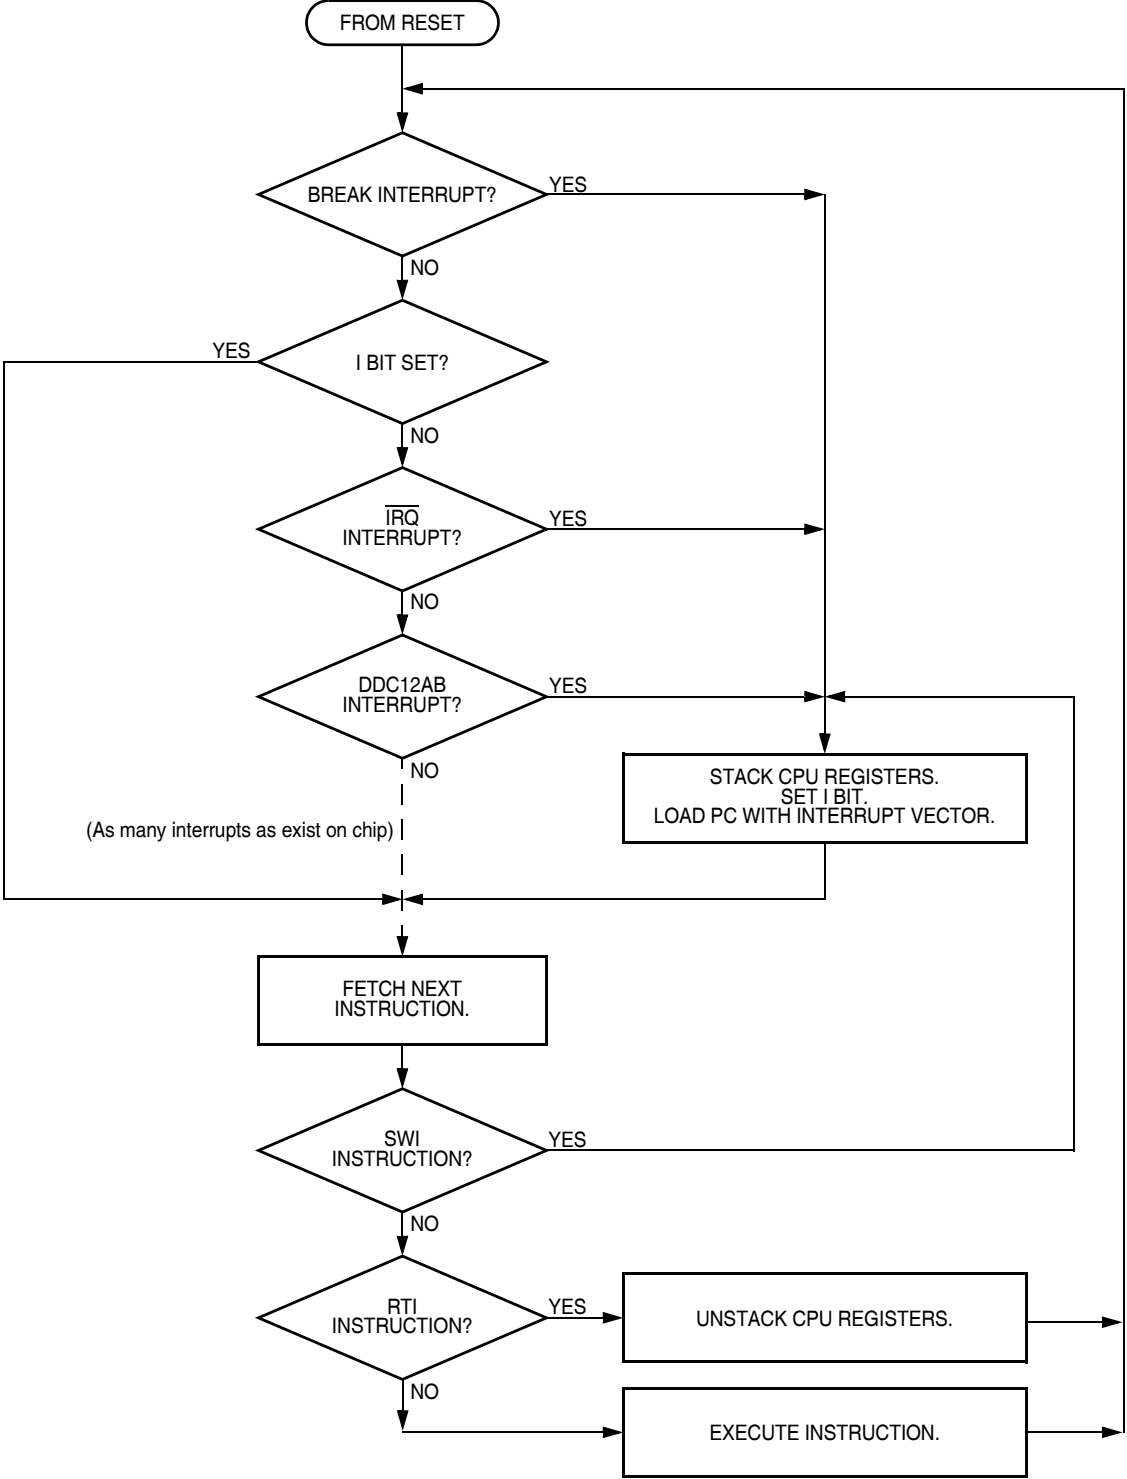 FROM RESET
BREAK INTERRUPT?
YES
NO
YES
I BIT SET?
NO
IRQ
INTERRUPT?
YES
NO
DDC12AB
INTERRUPT?
YES
NO
STACK CPU REGISTERS.
SET I BIT.
LOAD PC WITH INTERRUPT VECTOR.
(As many interrupts as exist on chip)
FETCH NEXT
INSTRUCTION.
SWI
INSTRUCTION?
YES
NO
RTI
INSTRUCTION?
YES
UNSTACK CPU REGISTERS.
NO
EXECUTE INSTRUCTION.